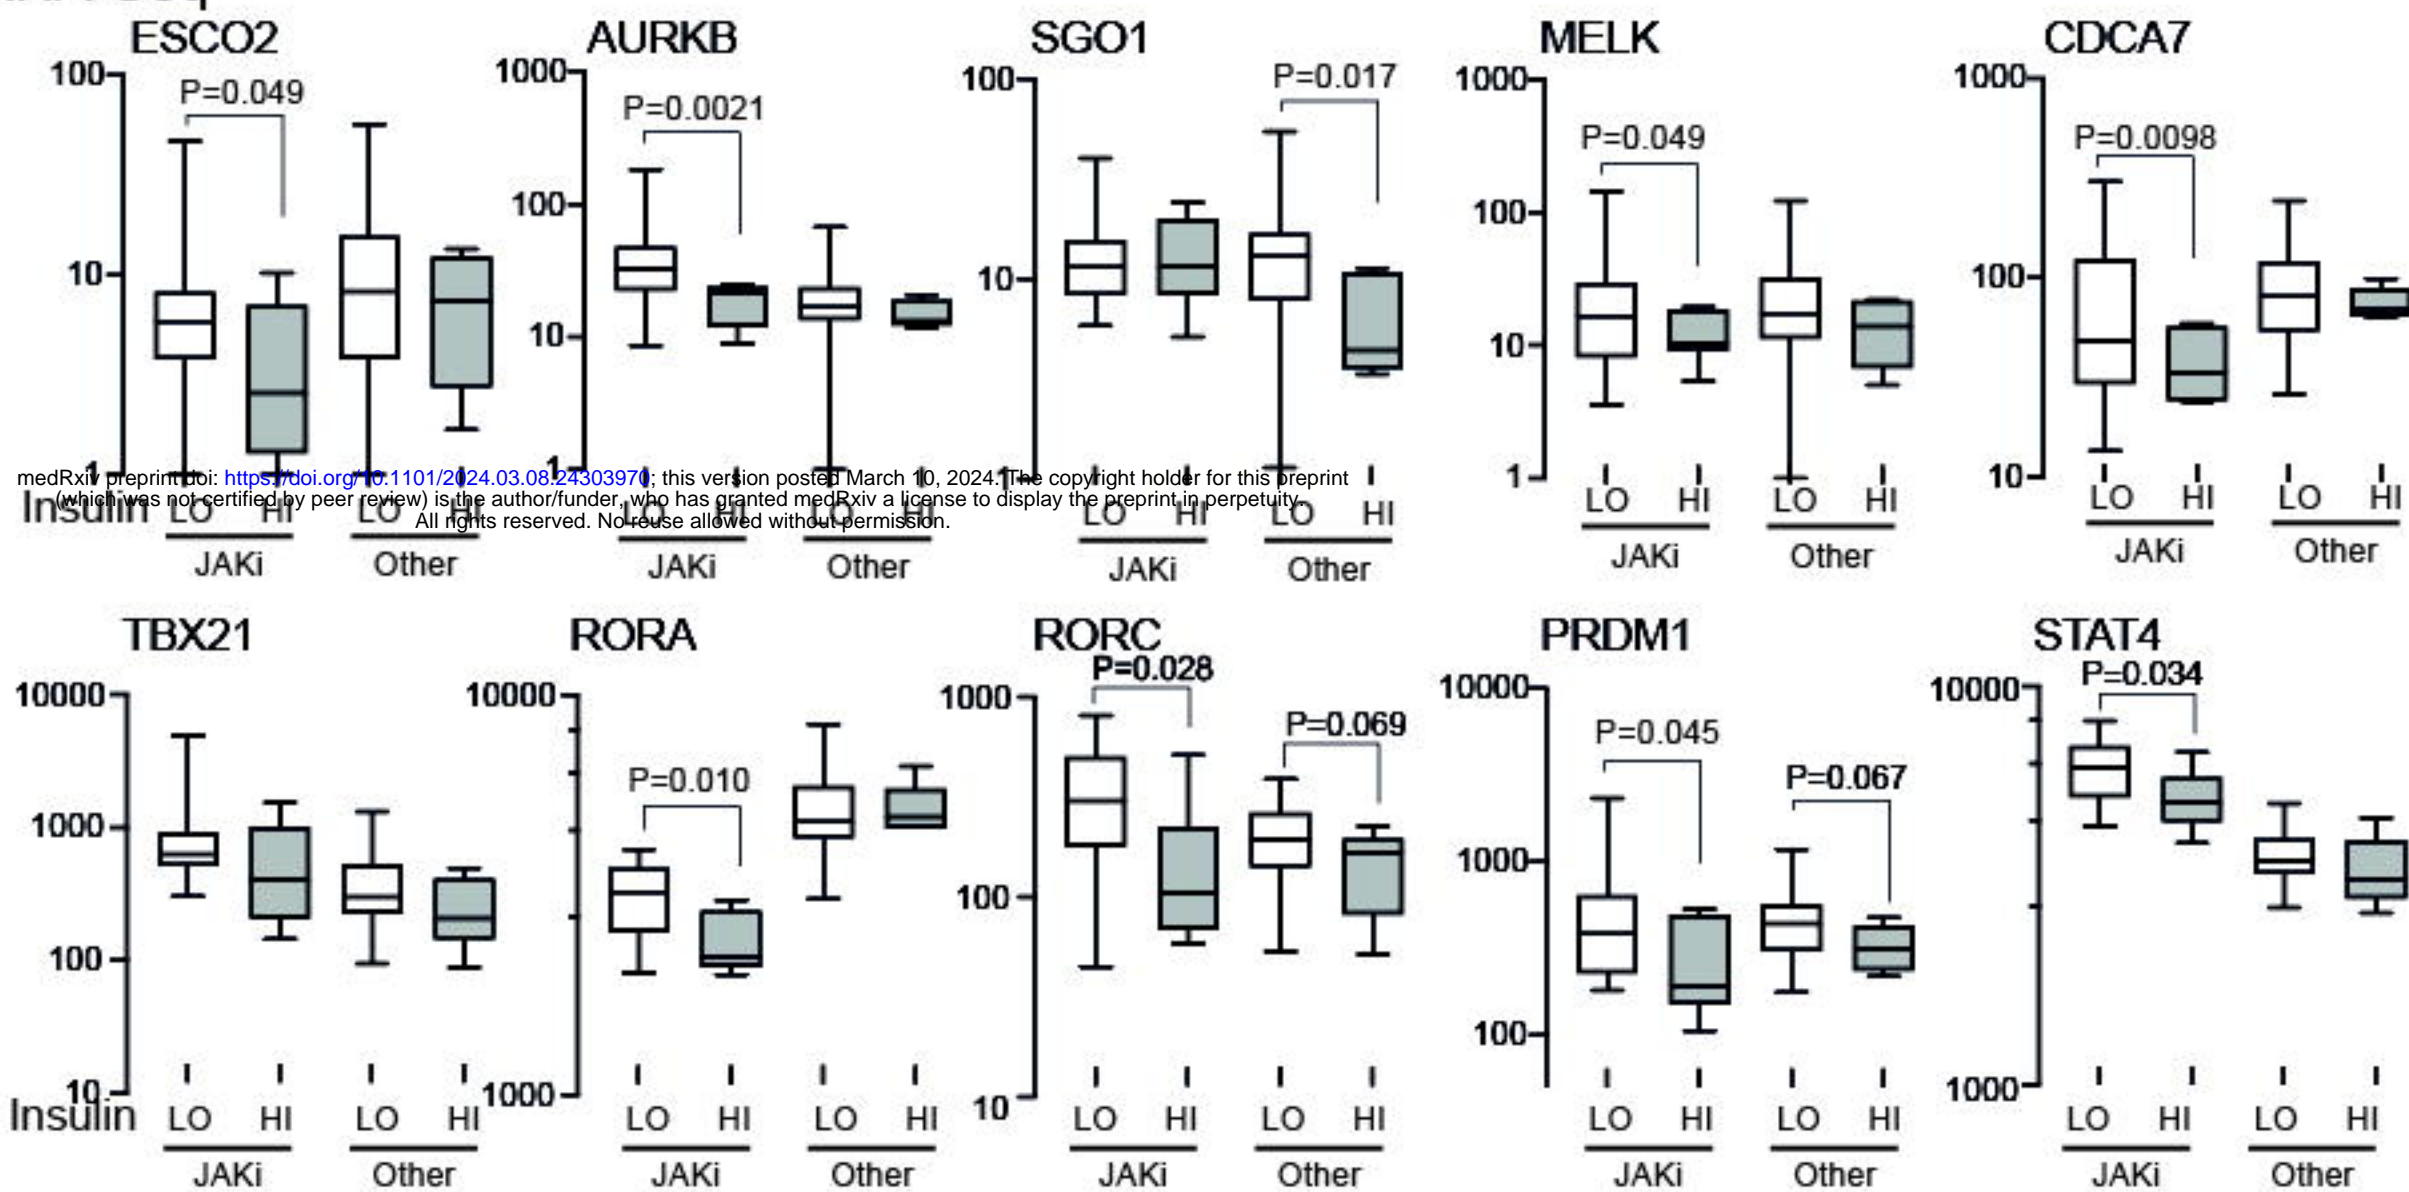 ESCO2 AURKB SGO1 MELK CDCA7
100 1000 100 1000 1000
P=0.049 P=0.0021 P=0.017 P=0.049 P=0.0098
10 100 10 100 100
10 10
1 1 1 1 10
medRxiv preprint doi: https://doi.org/10.1101/2024.03.08.24303970; this version posted March 10, 2024. The copyright holder for this preprint
(which was not certified by peer review) is the author/funder, who has granted medRxiv a license to display the preprint in perpetuity.
All rights reserved. No reuse allowed without permission.
Insulin LO HI LO HI LO HI LO HI LO HI LO HI LO HI LO HI LO HI LO HI
JAKi Other JAKi Other JAKi Other JAKi Other JAKi Other
TBX21 RORA RORC PRDM1 STAT4
P=0.028 P=0.034
10000 10000 1000 10000 10000
P=0.010 P=0.069 P=0.045 P=0.067
1000 100 1000
100 100
10 1000 10 1000
Insulin LO HI LO HI LO HI LO HI LO HI LO HI LO HI LO HI LO HI LO HI
JAKi Other JAKi Other JAKi Other JAKi Other JAKi Other